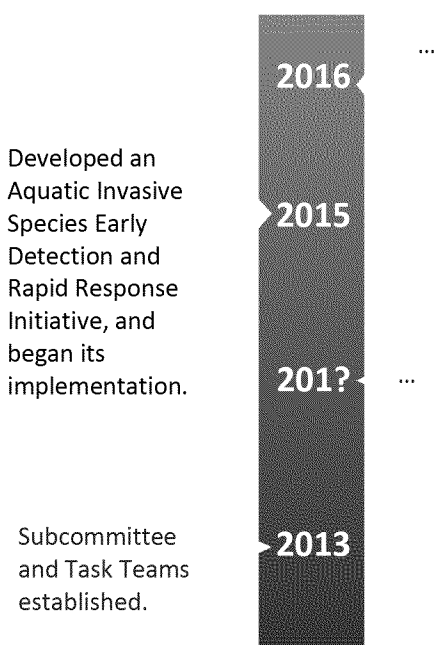 ...
2016
Developed an
Aquatic Invasive
Species Early
Detection and
Rapid Response
Initiative, and
began its
implementation.
2015
201?
...
Subcommittee
and Task Teams
established.
2013